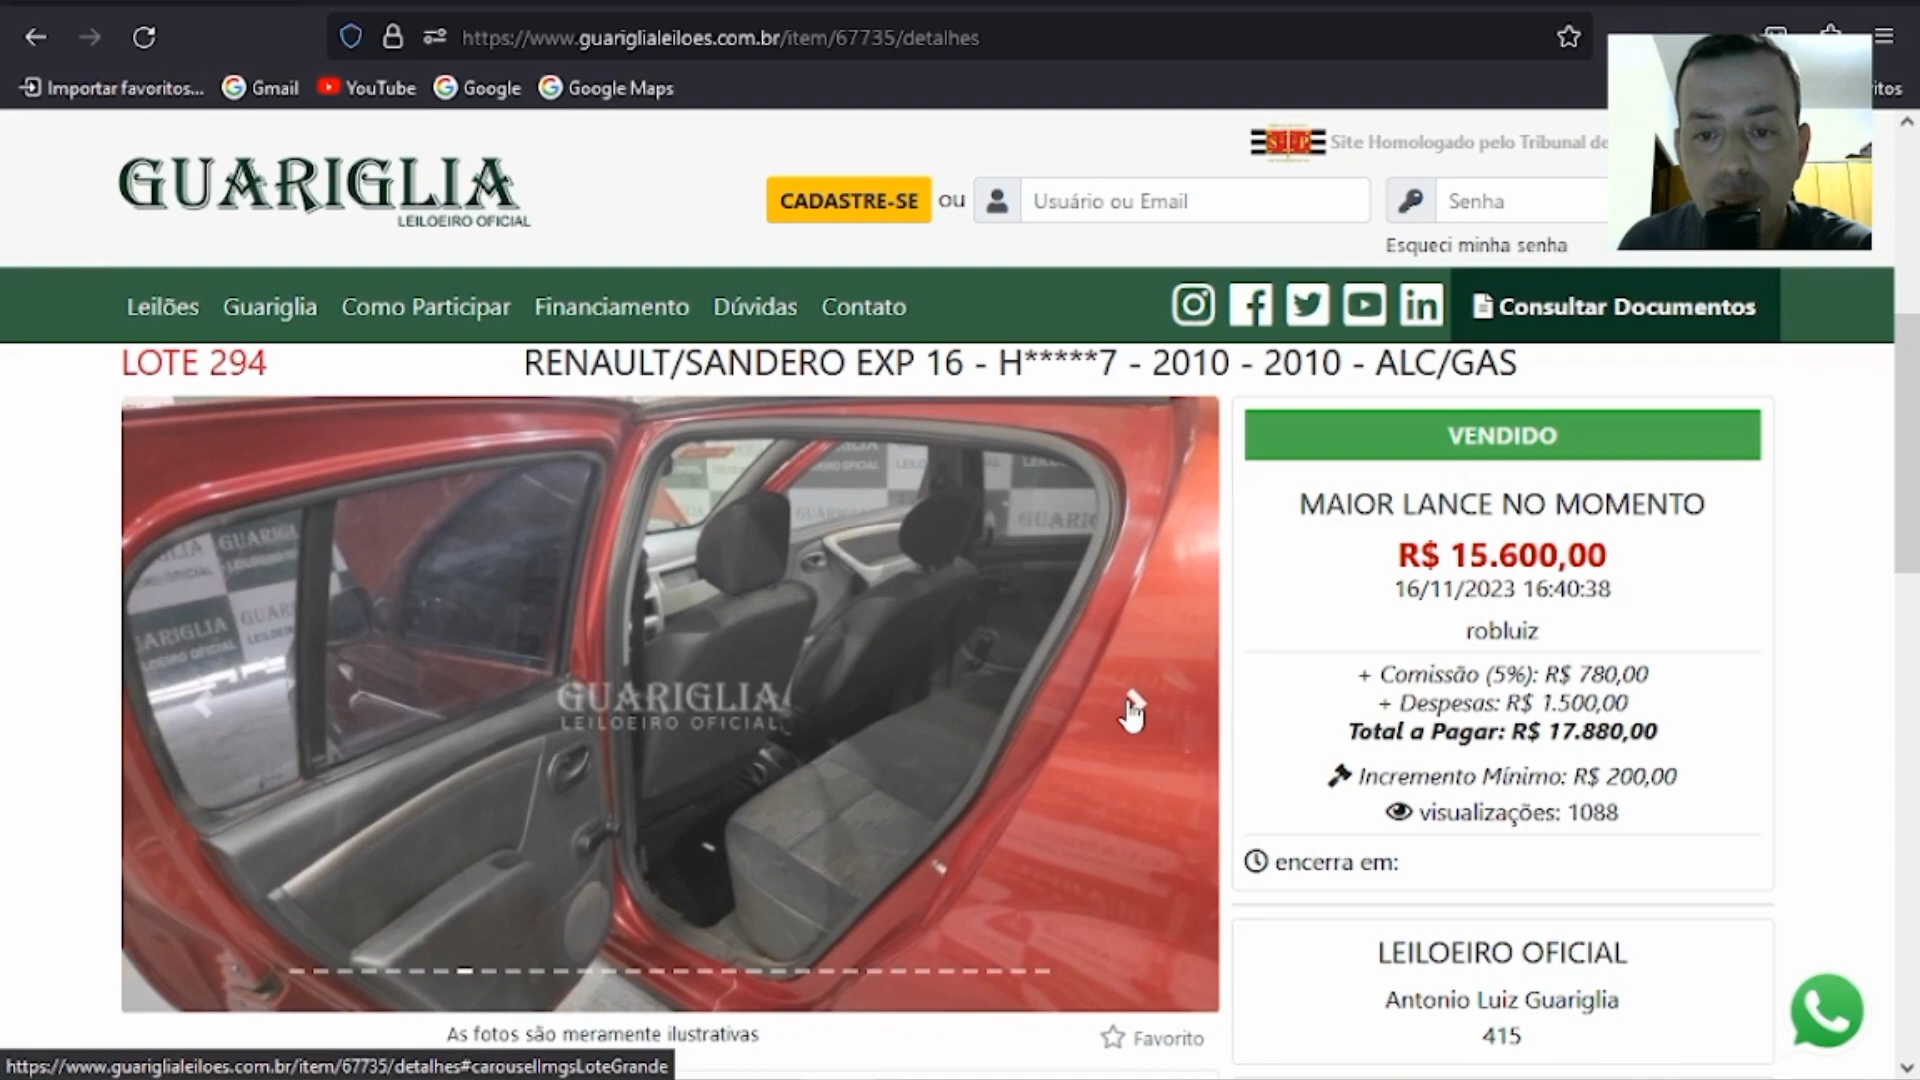 https://www.guariglialeiloes.com.br/item/67735/detalhes
Importar favoritos...
Gmail
YouTube
Google
Google Maps
itos
GUARIGLIA
LEILOEIRO OFICIAL
Site Homologado pelo Tribunal de
CADASTRE-SE
ou
Usuário ou Email
Senha
Esqueci minha senha
Leilões
Guariglia
Como Participar
Financiamento
Dúvidas
Contato
in
Consultar Documentos
LOTE 294
RENAULT/SANDERO EXP 16 - H*****7 - 2010 - 2010 - ALC/GAS
GUARIGLIA
LEILOEIRO OFICIAL
VENDIDO
MAIOR LANCE NO MOMENTO
R$ 15.600,00
16/11/2023 16:40:38
robluiz
+ Comissão (5%): R$ 780,00
+ Despesas: R$ 1.500,00
Total a Pagar: R$ 17.880,00
Incremento Mínimo: R$ 200,00
visualizações: 1088
encerra em:
LEILOEIRO OFICIAL
Antonio Luiz Guariglia
415
As fotos são meramente ilustrativas
Favorito
https://www.guariglialeiloes.com.br/item/67735/detalhes#carouselImgsLoteGrande